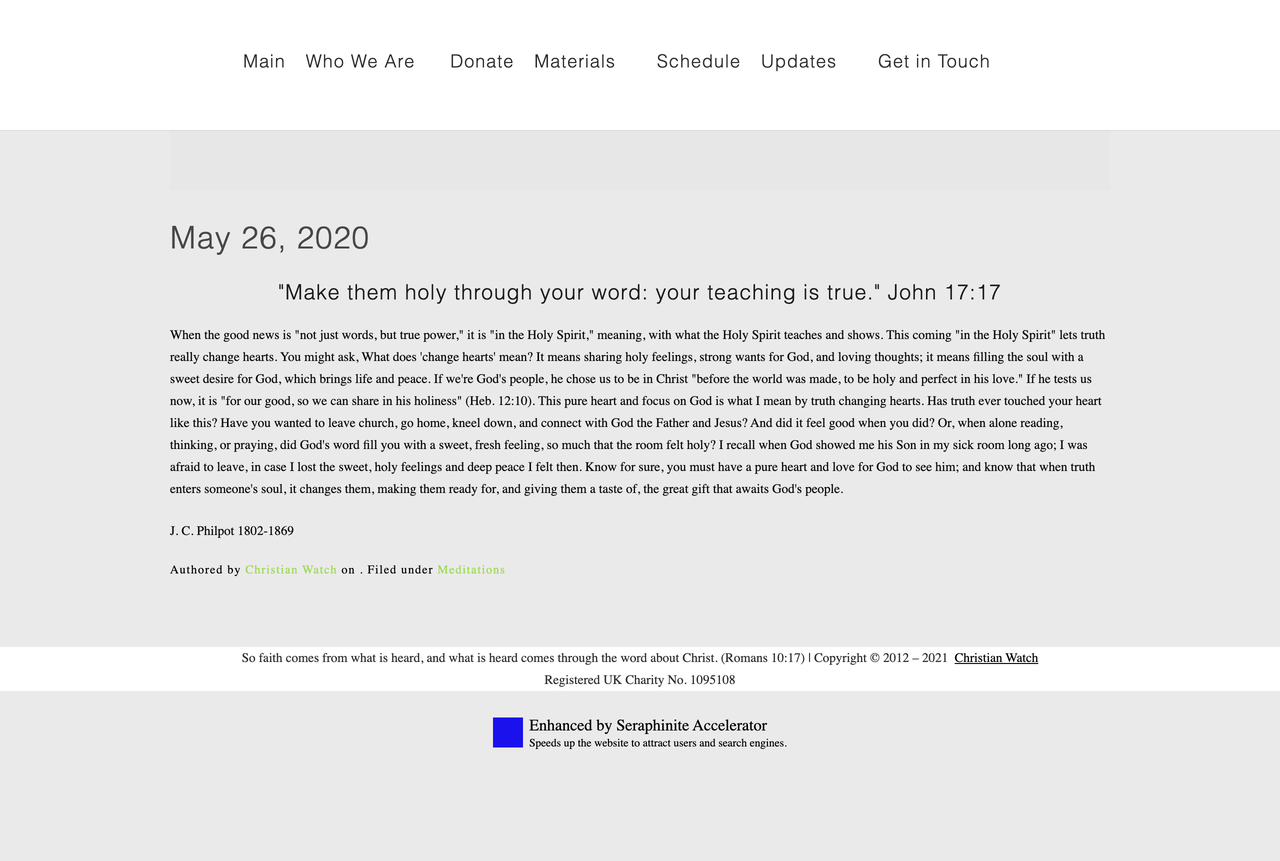 Main Who We Are Donate Materials Schedule Updates Get in Touch
May 26, 2020
"Make them holy through your word: your teaching is true." John 17:17
When the good news is "not just words, but true power," it is "in the Holy Spirit," meaning, with what the Holy Spirit teaches and shows. This coming "in the Holy Spirit" lets truth
really change hearts. You might ask, What does 'change hearts' mean? It means sharing holy feelings, strong wants for God, and loving thoughts; it means filling the soul with a
sweet desire for God, which brings life and peace. If we're God's people, he chose us to be in Christ "before the world was made, to be holy and perfect in his love." If he tests us
now, it is "for our good, so we can share in his holiness" (Heb. 12:10). This pure heart and focus on God is what I mean by truth changing hearts. Has truth ever touched your heart
like this? Have you wanted to leave church, go home, kneel down, and connect with God the Father and Jesus? And did it feel good when you did? Or, when alone reading,
thinking, or praying, did God's word fill you with a sweet, fresh feeling, so much that the room felt holy? I recall when God showed me his Son in my sick room long ago; I was
afraid to leave, in case I lost the sweet, holy feelings and deep peace I felt then. Know for sure, you must have a pure heart and love for God to see him; and know that when truth
enters someone's soul, it changes them, making them ready for, and giving them a taste of, the great gift that awaits God's people.
J. C. Philpot 1802-1869
Authored by Christian Watch on . Filed under Meditations
So faith comes from what is heard, and what is heard comes through the word about Christ. (Romans 10:17) | Copyright © 2012 – 2021 Christian Watch
Registered UK Charity No. 1095108
Enhanced by Seraphinite Accelerator
Speeds up the website to attract users and search engines.